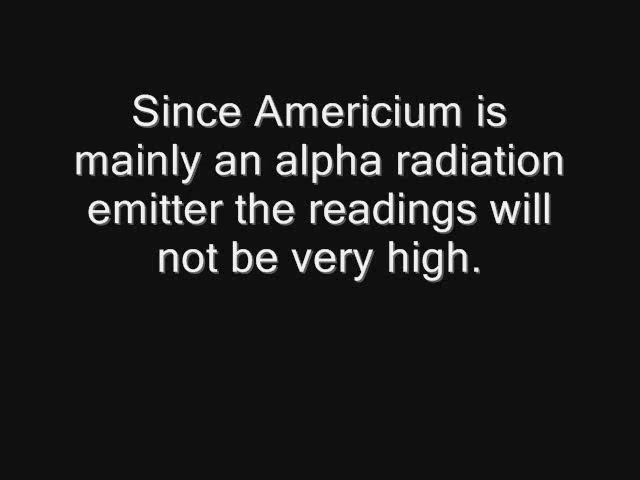 Since Americium is
mainly an alpha radiation
emitter the readings will
not be very high.